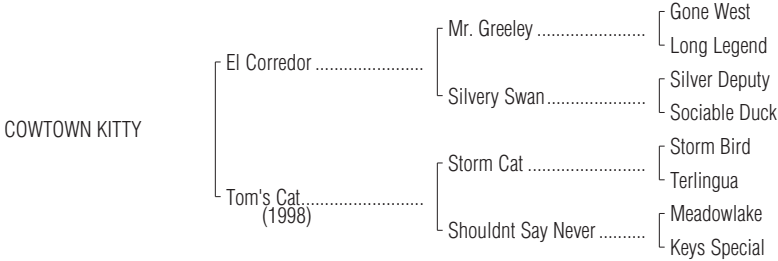 Gone West
Mr. Greeley ......................
Long Legend
El Corredor ......................
Silver Deputy
Silvery Swan....................
Sociable Duck
COWTOWN KITTY
Storm Bird
Storm Cat ........................
Terlingua
Tom's Cat.........................
(1998)
Meadowlake
Shouldnt Say Never ..........
Keys Special